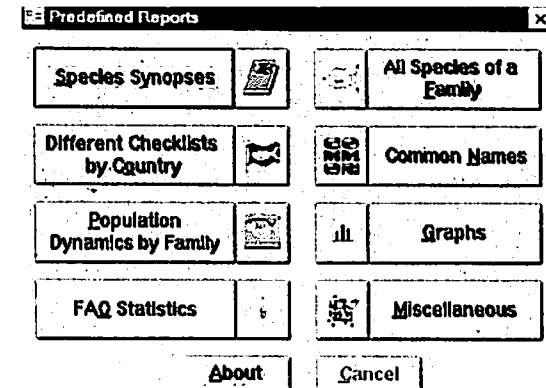 Predefined Reports
Species Synopses
All Species of a
Family
Different Checklists
by Country
Common Names
Population
Dynamics by Family
Graphs
FAQ Statistics
Miscellaneous
About
Cancel